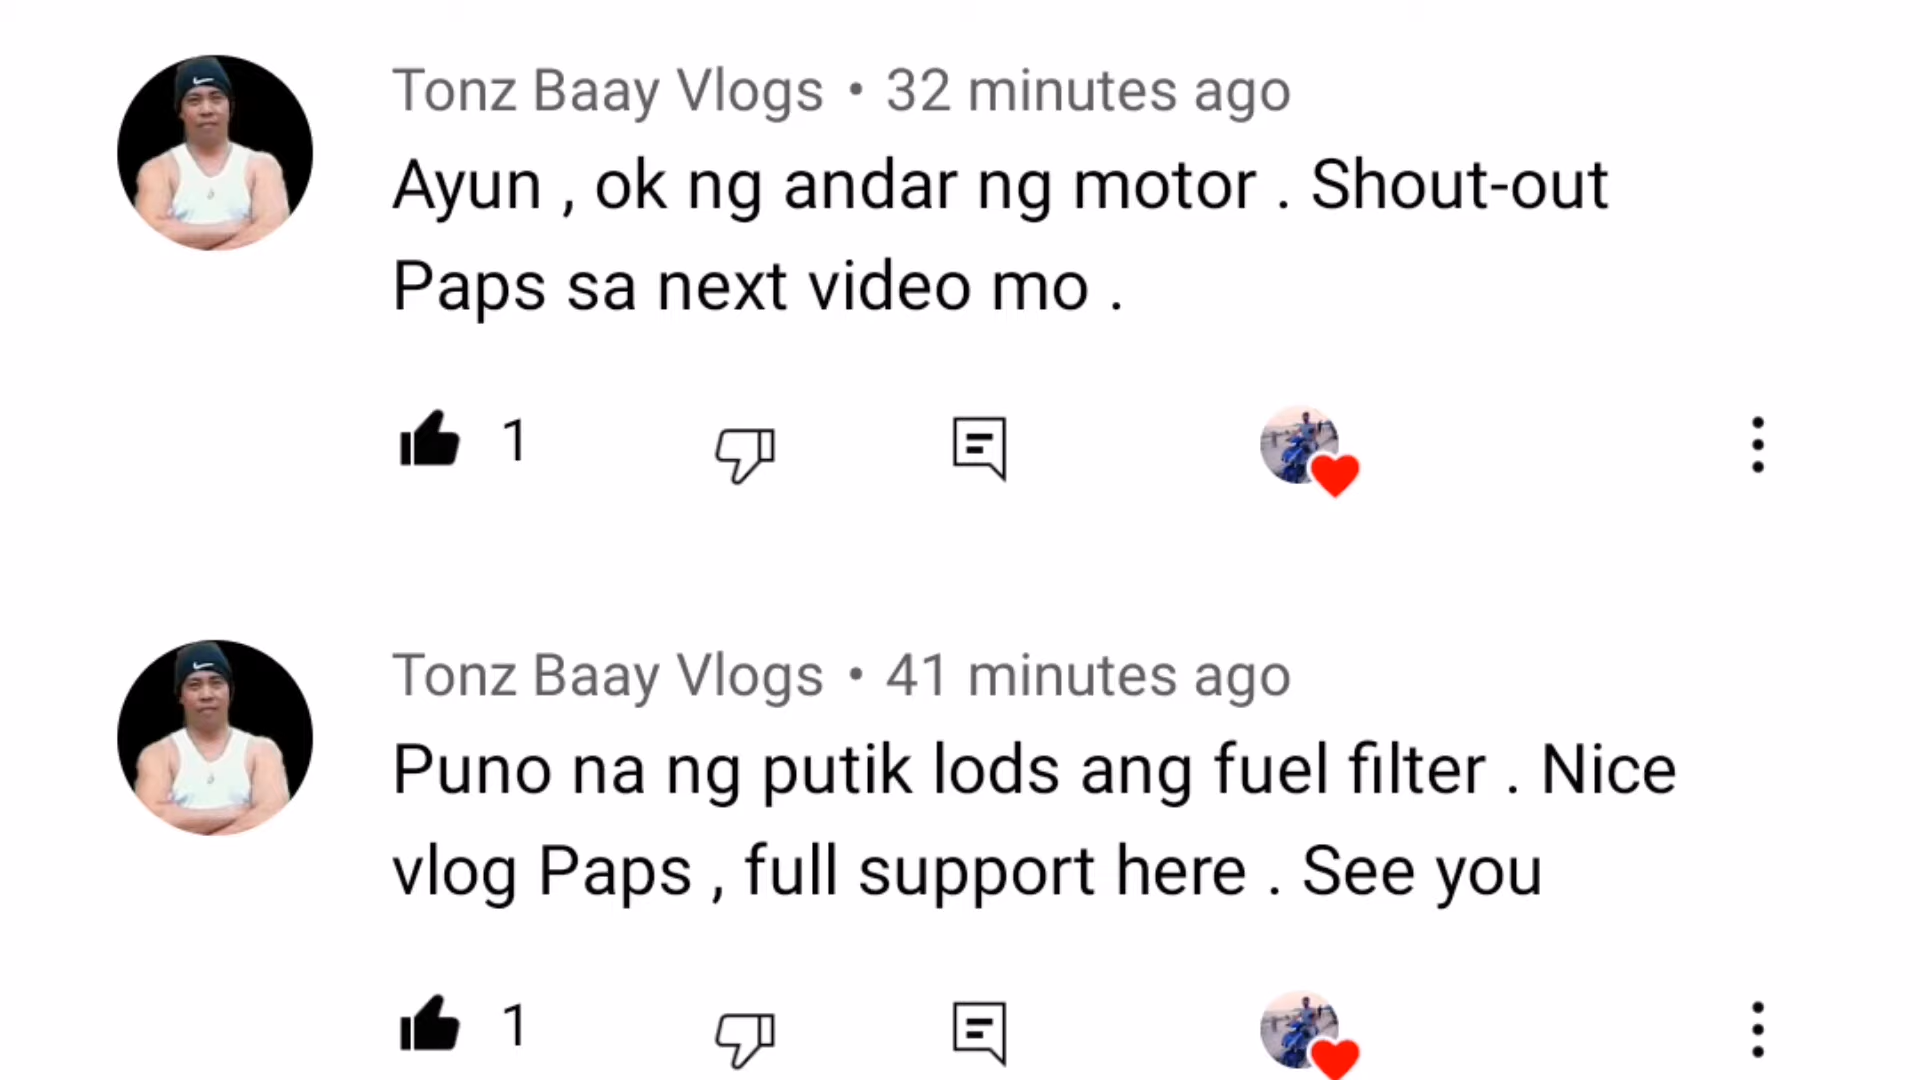 Tonz Baay Vlogs • 32 minutes ago
Ayun , ok ng andar ng motor . Shout-out
Paps sa next video mo .
1
Tonz Baay Vlogs • 41 minutes ago
Puno na ng putik lods ang fuel filter . Nice
vlog Paps , full support here . See you
1